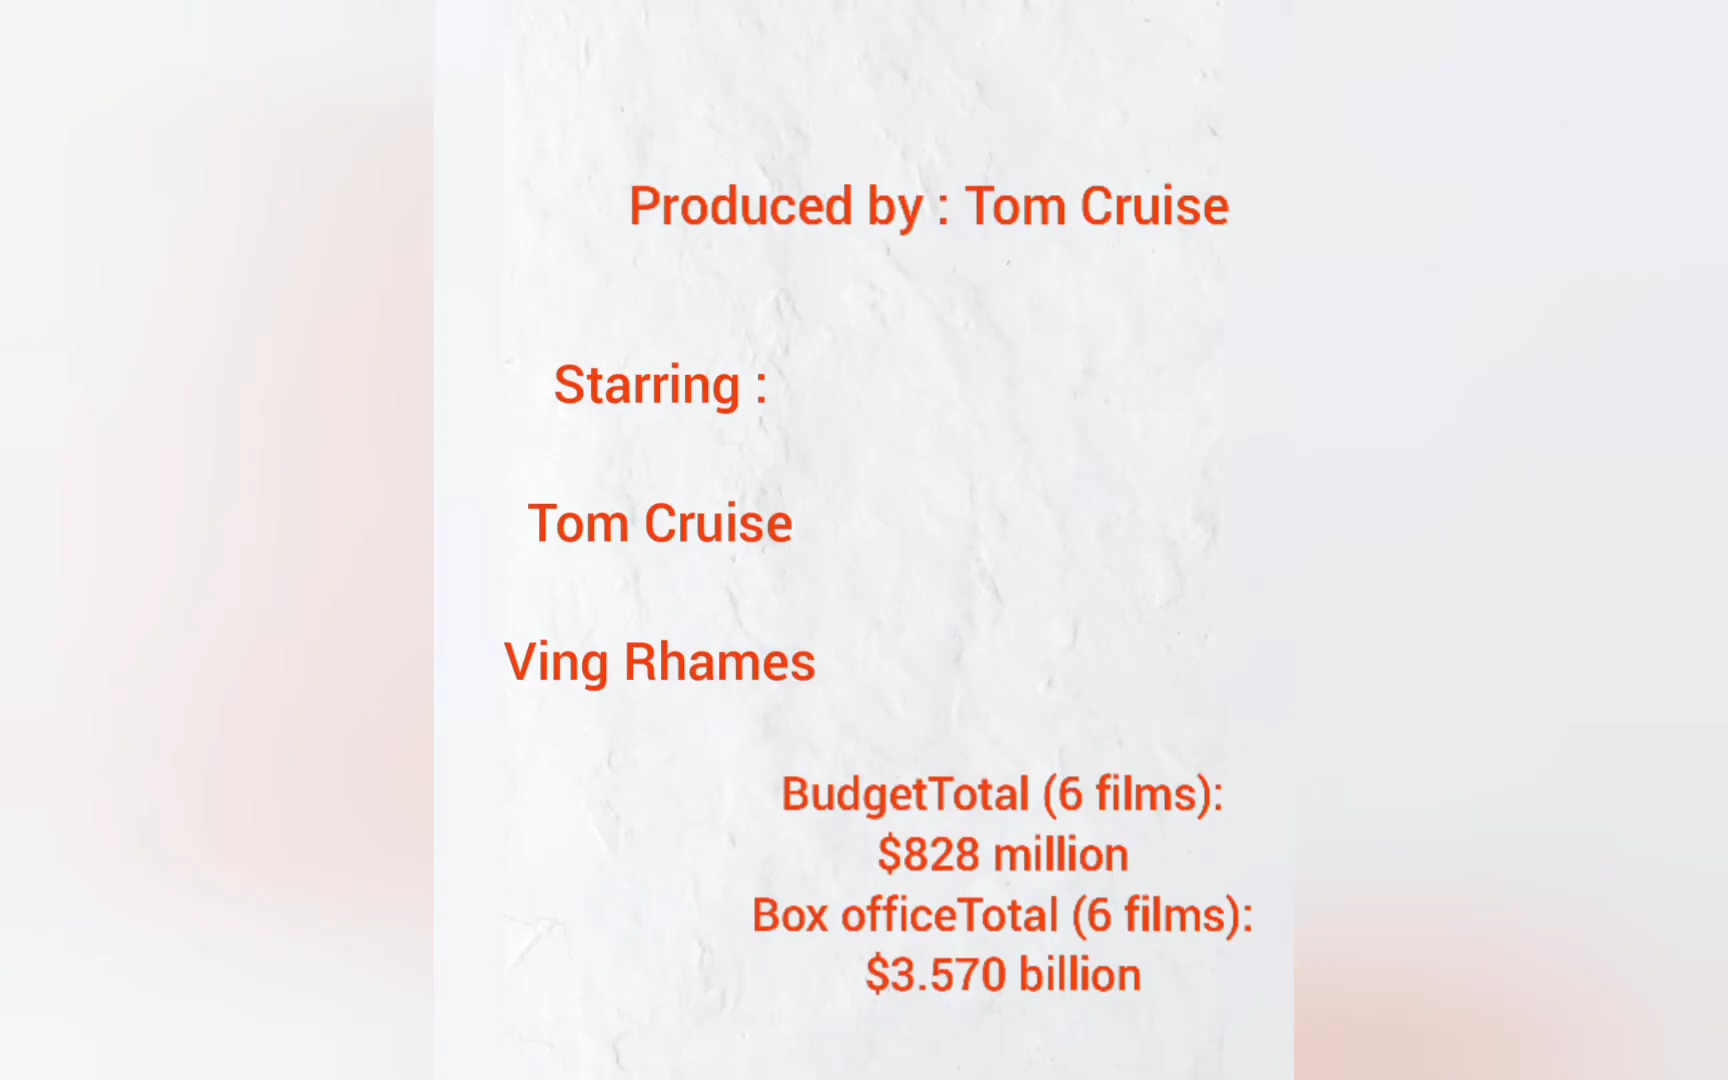 Produced by : Tom Cruise
Starring :
Tom Cruise
Ving Rhames
BudgetTotal (6 films):
$828 million
Box officeTotal (6 films):
$3.570 billion